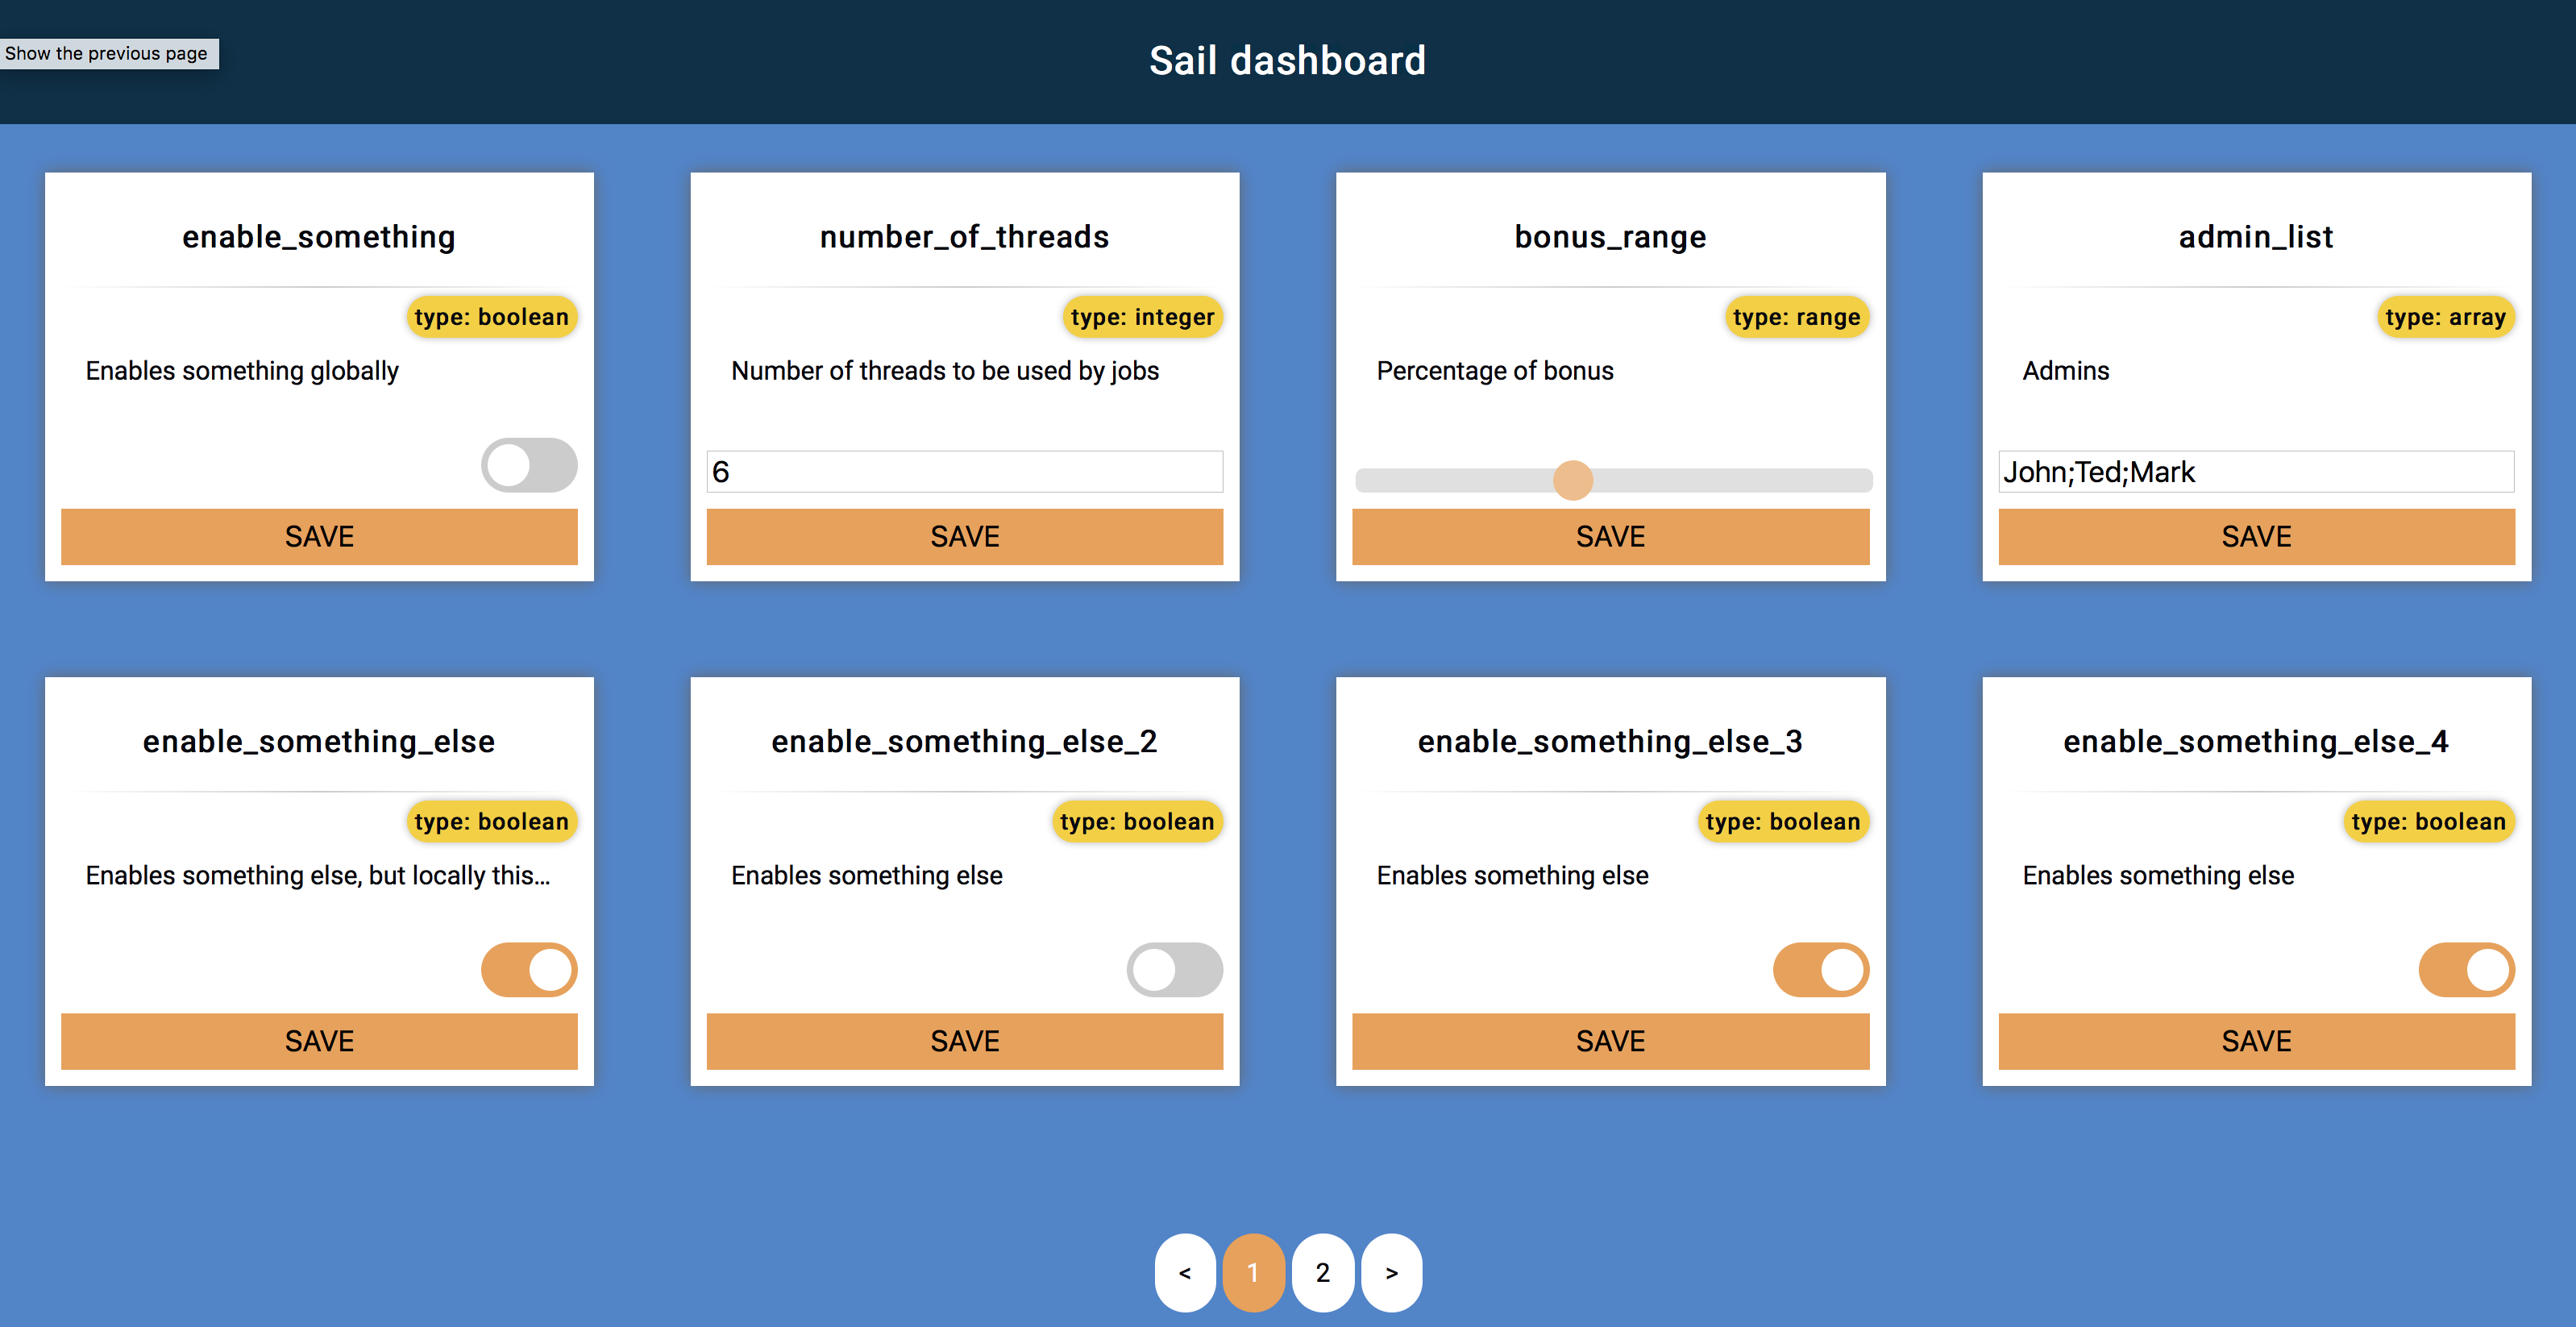 Show the previous page
Sail dashboard
enable_something
type: boolean
Enables something globally
SAVE
number_of_threads
type: integer
Number of threads to be used by jobs
6
SAVE
bonus_range
type: range
Percentage of bonus
SAVE
admin_list
type: array
Admins
John;Ted;Mark
SAVE
enable_something_else
type: boolean
Enables something else, but locally this...
SAVE
enable_something_else_2
type: boolean
Enables something else
SAVE
enable_something_else_3
type: boolean
Enables something else
SAVE
enable_something_else_4
type: boolean
Enables something else
SAVE
< 1 2 >